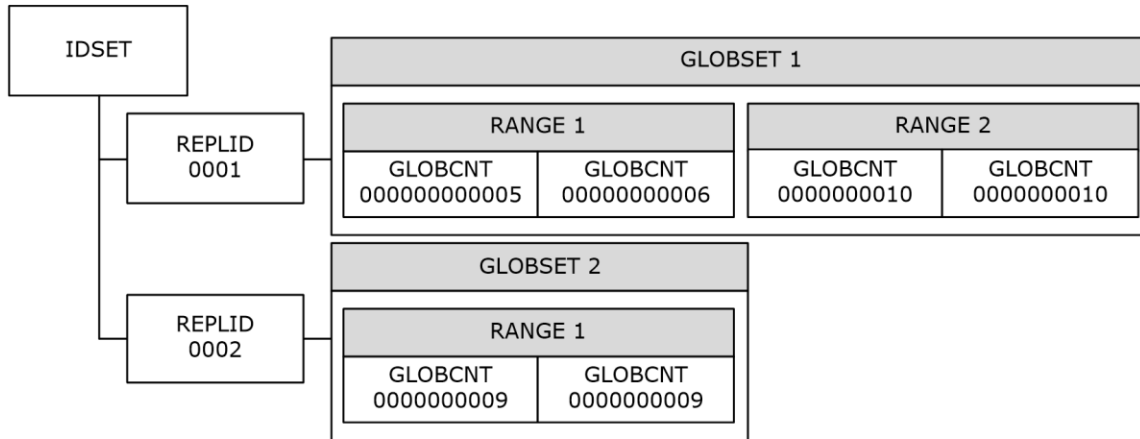 IDSET
GLOBSET 1
REPLID
0001
RANGE 1
RANGE 2
GLOBCNT
000000000005
GLOBCNT
00000000006
GLOBCNT
0000000010
GLOBCNT
0000000010
GLOBSET 2
REPLID
0002
RANGE 1
GLOBCNT
0000000009
GLOBCNT
0000000009